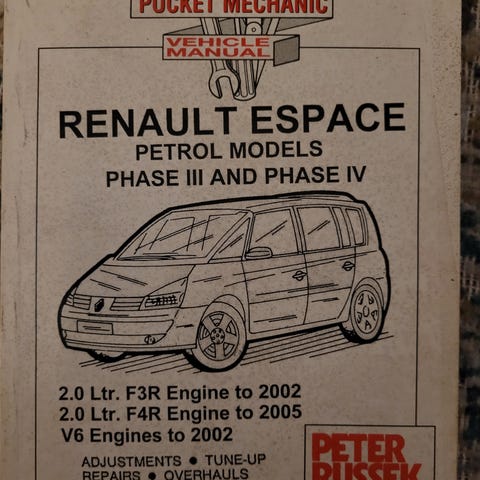 POCKET MECHANIC
VEHICLE
MANUAL
RENAULT ESPACE
PETROL MODELS
PHASE III AND PHASE IV
2.0 Ltr. F3R Engine to 2002
2.0 Ltr. F4R Engine to 2005
V6 Engines to 2002
ADJUSTMENTS • TUNE-UP
REPAIRS • OVERHAULS
PETER
RUSSEK